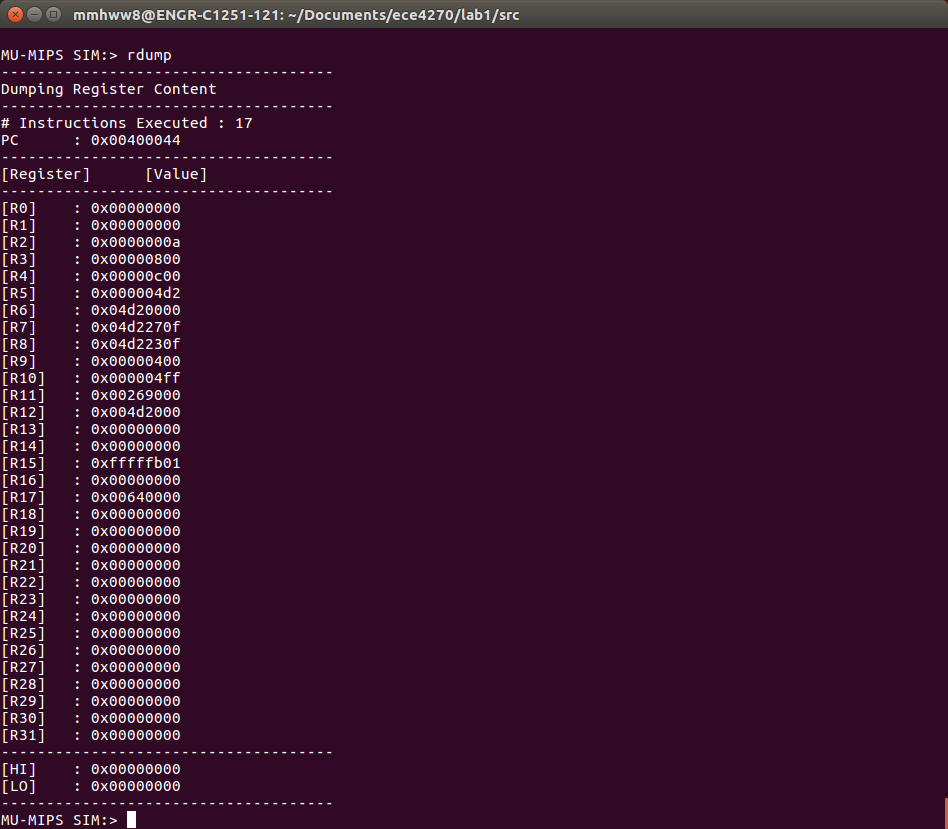 mmhww8@ENGR-C1251-121: ~/Documents/ece4270/lab1/src
MU-MIPS SIM:> rdump
-------------------------------------
Dumping Register Content
-------------------------------------
# Instructions Executed : 17
PC      : 0x00400044
-------------------------------------
[Register]      [Value]
-------------------------------------
[R0]    : 0x00000000
[R1]    : 0x00000000
[R2]    : 0x0000000a
[R3]    : 0x00000800
[R4]    : 0x00000c00
[R5]    : 0x000004d2
[R6]    : 0x04d20000
[R7]    : 0x04d2270f
[R8]    : 0x04d2230f
[R9]    : 0x00000400
[R10]   : 0x000004ff
[R11]   : 0x00269000
[R12]   : 0x004d2000
[R13]   : 0x00000000
[R14]   : 0x00000000
[R15]   : 0xfffffb01
[R16]   : 0x00000000
[R17]   : 0x00640000
[R18]   : 0x00000000
[R19]   : 0x00000000
[R20]   : 0x00000000
[R21]   : 0x00000000
[R22]   : 0x00000000
[R23]   : 0x00000000
[R24]   : 0x00000000
[R25]   : 0x00000000
[R26]   : 0x00000000
[R27]   : 0x00000000
[R28]   : 0x00000000
[R29]   : 0x00000000
[R30]   : 0x00000000
[R31]   : 0x00000000
-------------------------------------
[HI]    : 0x00000000
[LO]    : 0x00000000
-------------------------------------
MU-MIPS SIM:>